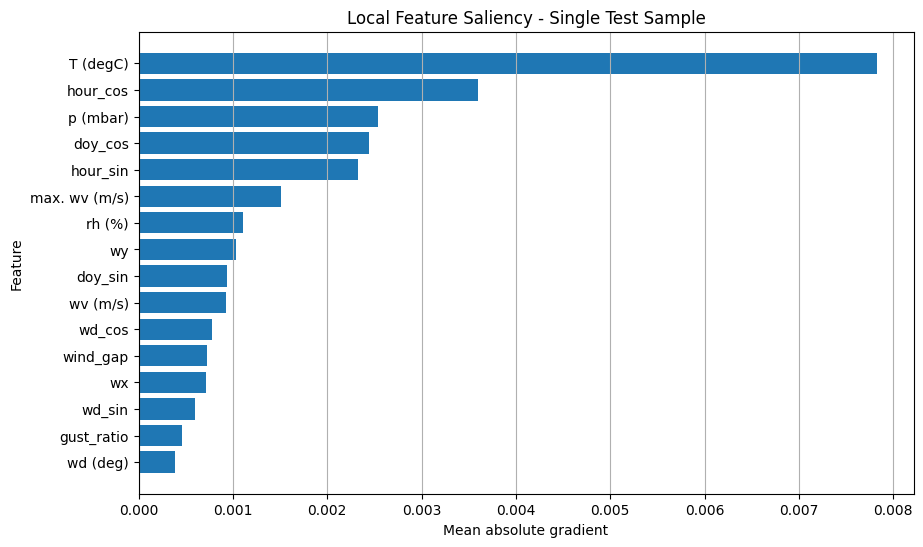 Local Feature Saliency - Single Test Sample
Feature
T (degC)
hour_cos
p (mbar)
doy_cos
hour_sin
max. wv (m/s)
rh (%)
wy
doy_sin
wv (m/s)
wd_cos
wind_gap
wx
wd_sin
gust_ratio
wd (deg)
0.000 0.001 0.002 0.003 0.004 0.005 0.006 0.007 0.008
Mean absolute gradient